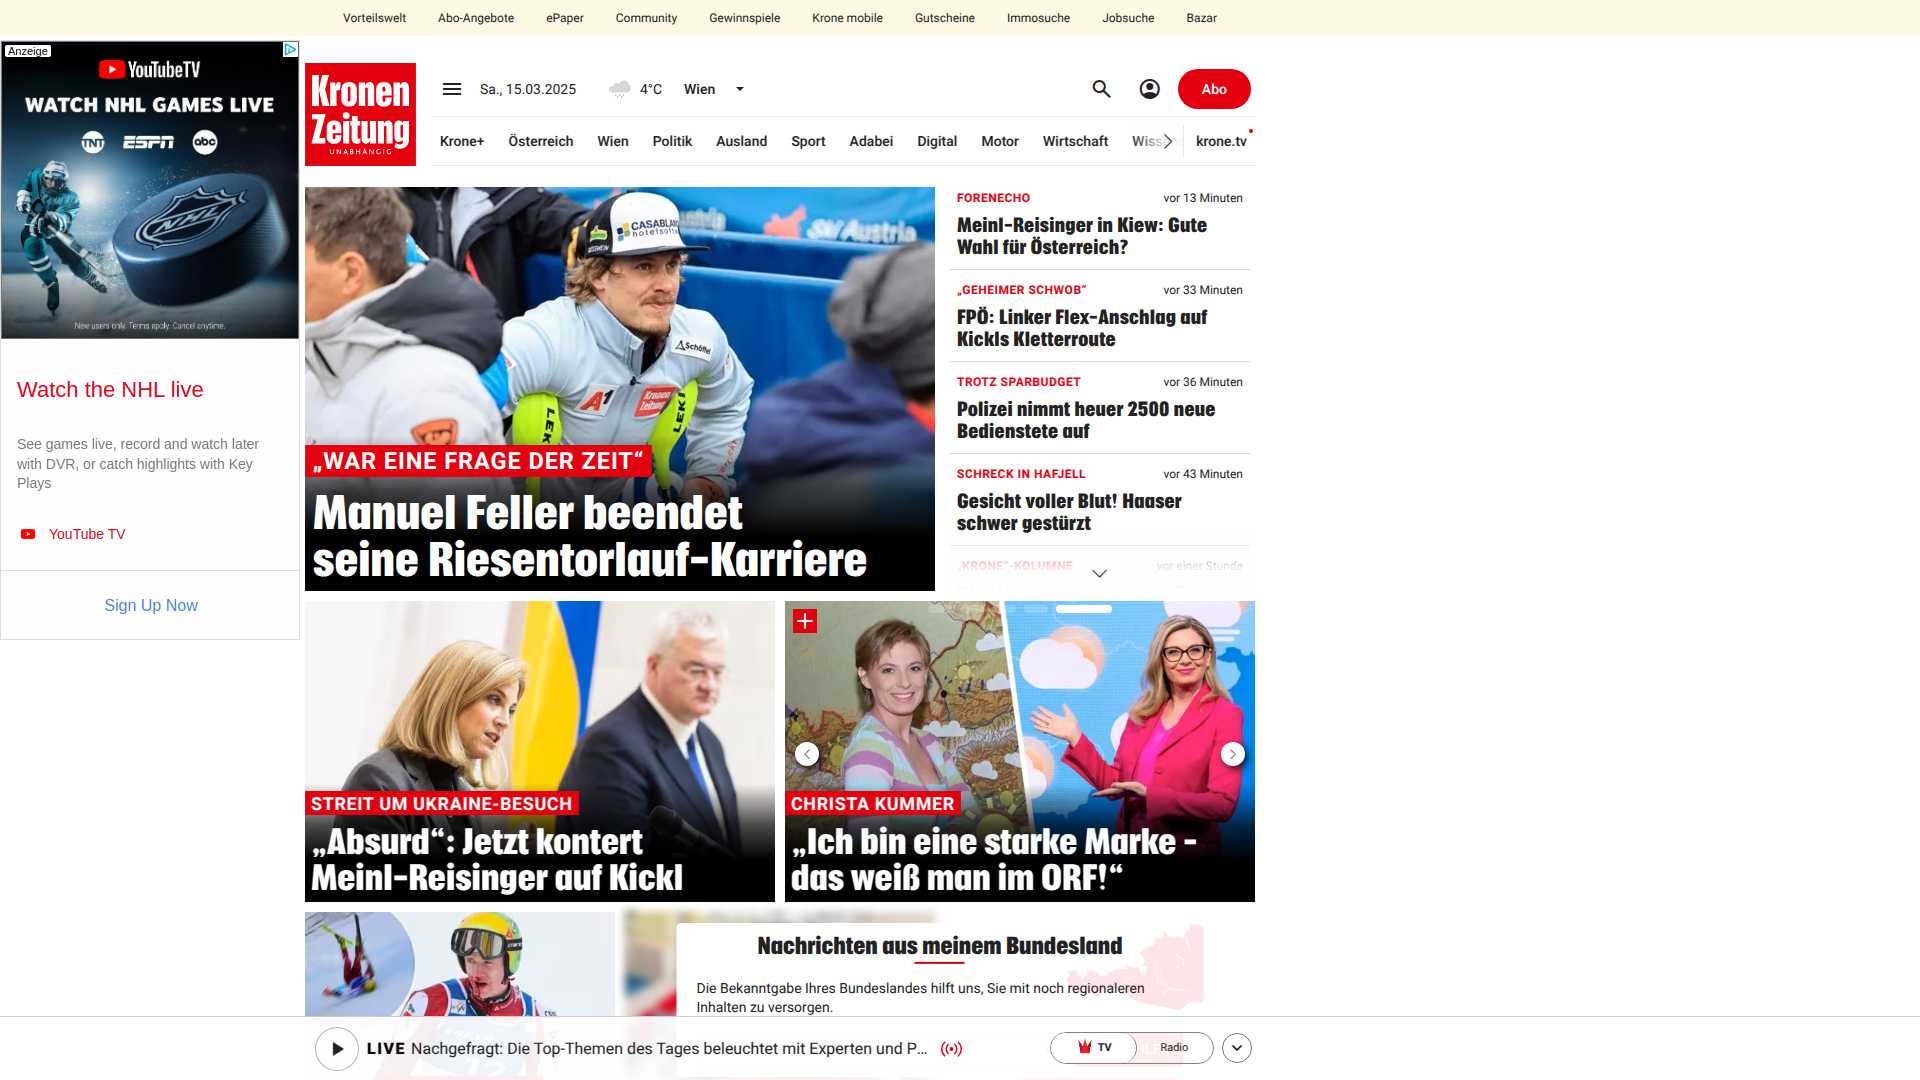 Vorteilswelt Abo-Angebote ePaper Community Gewinnspiele Krone mobile Gutscheine Immosuche Jobsuche Bazar
Anzeige
YouTubeTV
WATCH NHL GAMES LIVE
TNT ESPN abc
NHL
New users only. Terms apply. Cancel anytime.
Watch the NHL live
See games live, record and watch later
with DVR, or catch highlights with Key
Plays
YouTube TV
Sign Up Now
Kronen
Zeitung
UNABHÄNGIG
Sa., 15.03.2025 4°C Wien
Abo
Krone+ Österreich Wien Politik Ausland Sport Adabei Digital Motor Wirtschaft krone.tv
CASABLANCA
hotelsoftware
SV Austria
Schöffel
A1
Kronen
Zeitung
LEKI
LEKI
„WAR EINE FRAGE DER ZEIT“
Manuel Feller beendet
seine Riesentorlauf-Karriere
FORENECHO vor 13 Minuten
Meinl-Reisinger in Kiew: Gute
Wahl für Österreich?
„GEHEIMER SCHWOB“ vor 33 Minuten
FPÖ: Linker Flex-Anschlag auf
Kickls Kletterroute
TROTZ SPARBUDGET vor 36 Minuten
Polizei nimmt heuer 2500 neue
Bedienstete auf
SCHRECK IN HAFJELL vor 43 Minuten
Gesicht voller Blut! Haaser
schwer gestürzt
„KRONE“-KOLUMNE vor einer Stunde
STREIT UM UKRAINE-BESUCH
„Absurd“: Jetzt kontert
Meinl-Reisinger auf Kickl
CHRISTA KUMMER
„Ich bin eine starke Marke -
das weiß man im ORF!“
Nachrichten aus meinem Bundesland
Die Bekanntgabe Ihres Bundeslandes hilft uns, Sie mit noch regionaleren
Inhalten zu versorgen.
LIVE Nachgefragt: Die Top-Themen des Tages beleuchtet mit Experten und P...
TV Radio